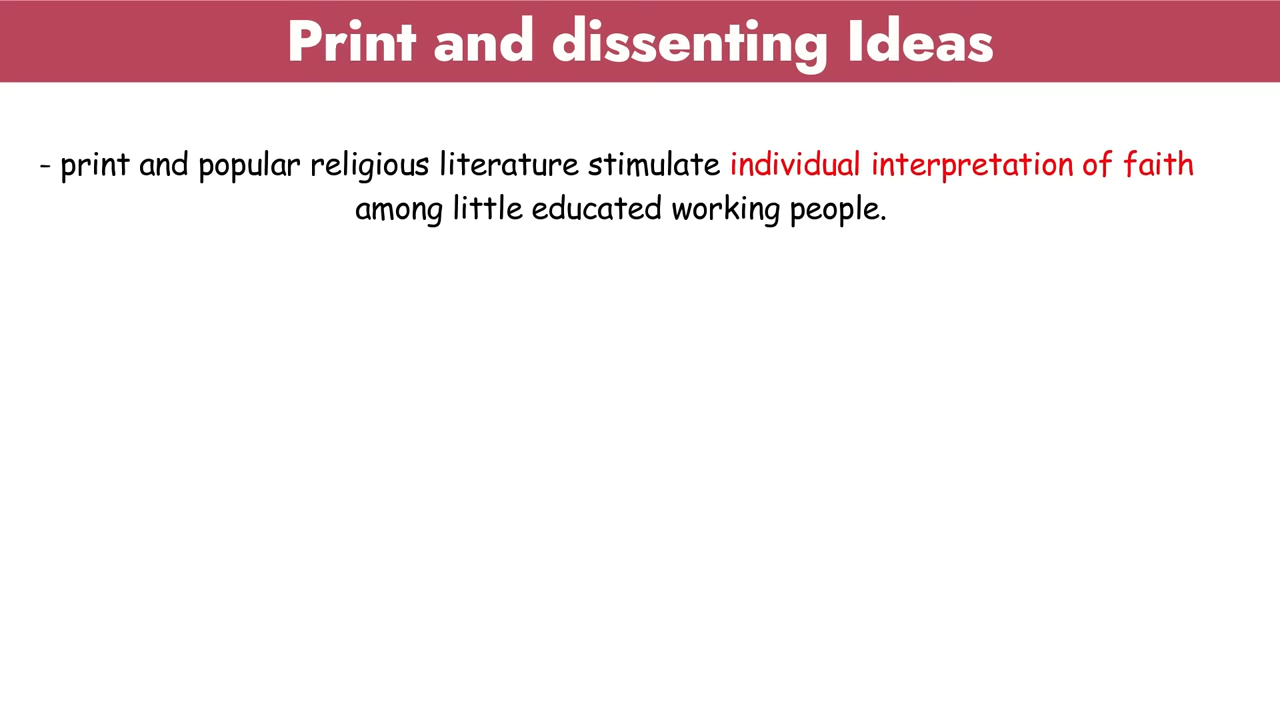 Print and dissenting Ideas
- print and popular religious literature stimulate individual interpretation of faith
among little educated working people.